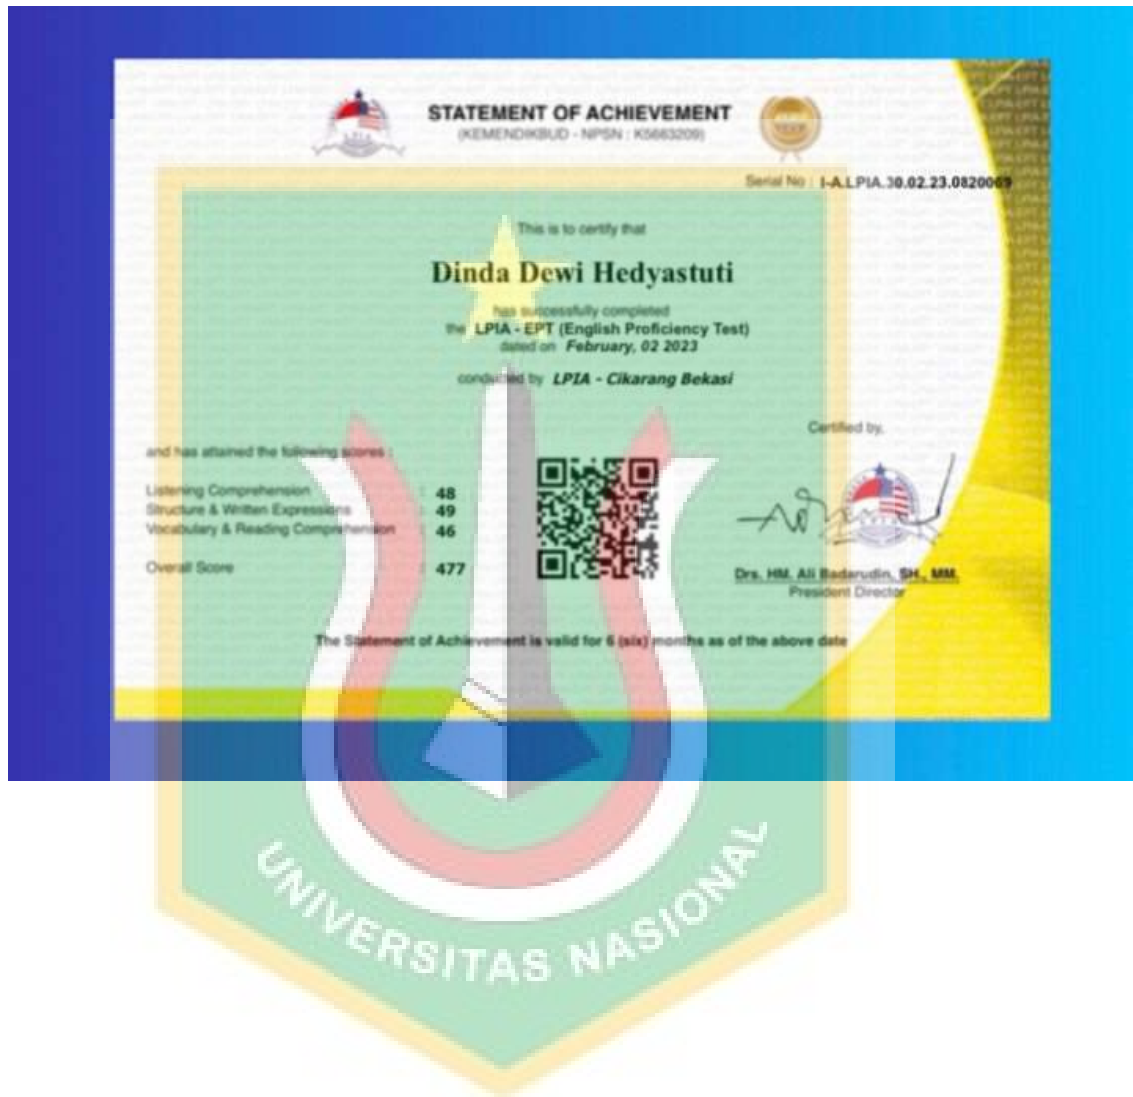 STATEMENT OF ACHIEVEMENT
(KEMENDIKBUD - NPSN : K5663209)
Serial No : I-A.LPIA.30.02.23.0820069
This is to certify that
Dinda Dewi Hedyastuti
has successfully completed
the LPIA - EPT (English Proficiency Test)
dated on February, 02 2023
conducted by LPIA - Cikarang Bekasi
Certified by,
and has attained the following scores :
Listening Comprehension : 48
Structure & Written Expressions : 49
Vocabulary & Reading Comprehension : 46
Overall Score : 477
Drs. HM. Ali Badarudin, SH., MM.
President Director
The Statement of Achievement is valid for 6 (six) months as of the above date
LPIA
UNIVERSITAS NASIONAL